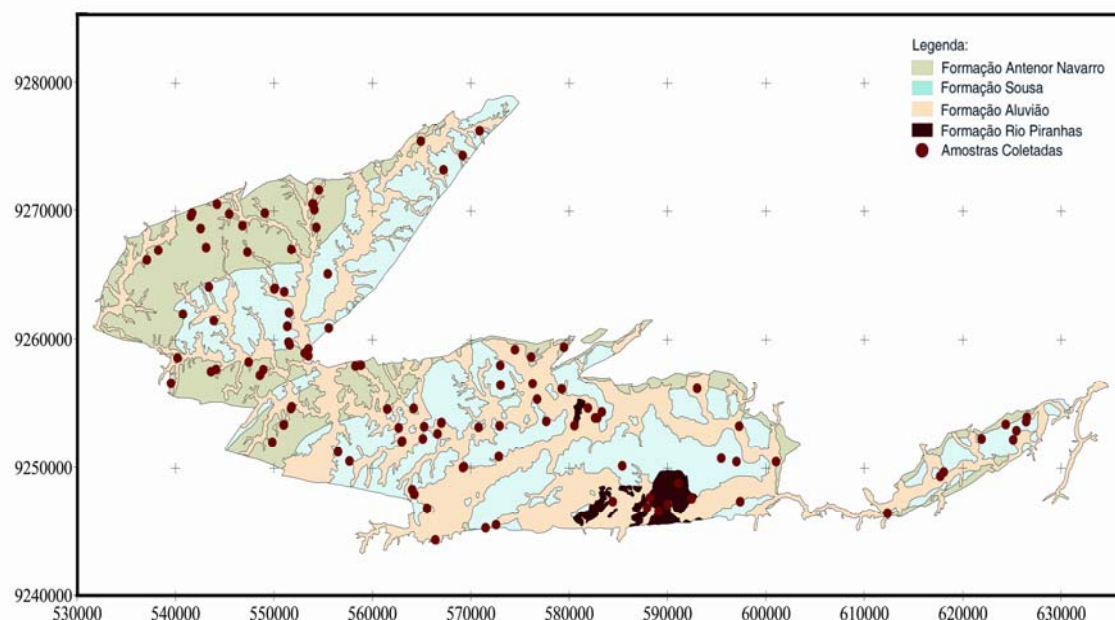 Legenda:
Formação Antenor Navarro
Formação Sousa
Formação Aluvião
Formação Rio Piranhas
Amostras Coletadas
9280000
9270000
9260000
9250000
9240000
530000 540000 550000 560000 570000 580000 590000 600000 610000 620000 630000